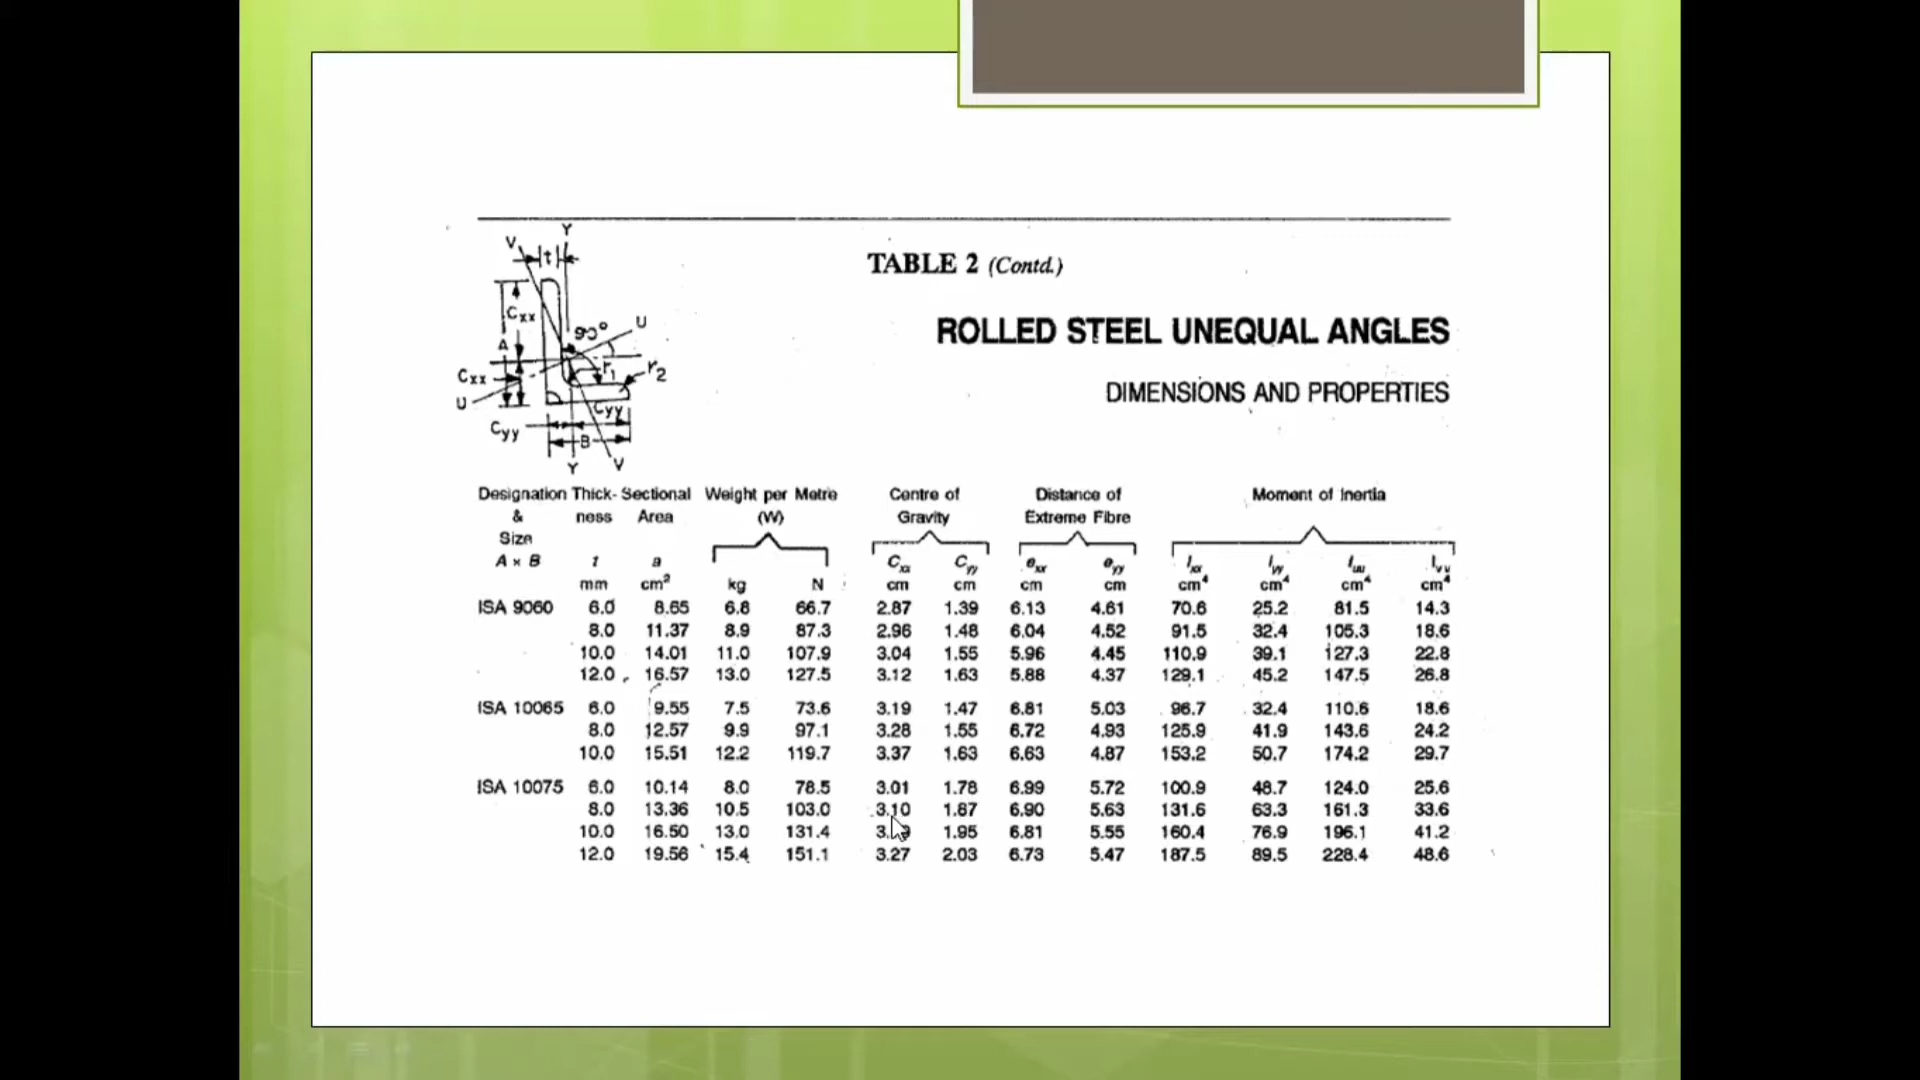 TABLE 2 (Contd.)
ROLLED STEEL UNEQUAL ANGLES
DIMENSIONS AND PROPERTIES
V Y
t
Cxx
90° U
A
r1 r2
Cxx
U
Cyy
Cyy
B
Y V
Designation Thick- Sectional Weight per Metre Centre of Distance of Moment of Inertia
& ness Area (W) Gravity Extreme Fibre
Size
A × B t a Cxx Cyy exx eyy Ixx Iyy Iuu Ivv
mm cm² kg N cm cm cm cm cm⁴ cm⁴ cm⁴ cm⁴
ISA 9060 6.0 8.65 6.8 66.7 2.87 1.39 6.13 4.61 70.6 25.2 81.5 14.3
8.0 11.37 8.9 87.3 2.96 1.48 6.04 4.52 91.5 32.4 105.3 18.6
10.0 14.01 11.0 107.9 3.04 1.55 5.96 4.45 110.9 39.1 127.3 22.8
12.0 16.57 13.0 127.5 3.12 1.63 5.88 4.37 129.1 45.2 147.5 26.8
ISA 10065 6.0 9.55 7.5 73.6 3.19 1.47 6.81 5.03 96.7 32.4 110.6 18.6
8.0 12.57 9.9 97.1 3.28 1.55 6.72 4.93 125.9 41.9 143.6 24.2
10.0 15.51 12.2 119.7 3.37 1.63 6.63 4.87 153.2 50.7 174.2 29.7
ISA 10075 6.0 10.14 8.0 78.5 3.01 1.78 6.99 5.72 100.9 48.7 124.0 25.6
8.0 13.36 10.5 103.0 3.10 1.87 6.90 5.63 131.6 63.3 161.3 33.6
10.0 16.50 13.0 131.4 1.95 6.81 5.55 160.4 76.9 196.1 41.2
12.0 19.56 15.4 151.1 3.27 2.03 6.73 5.47 187.5 89.5 228.4 48.6